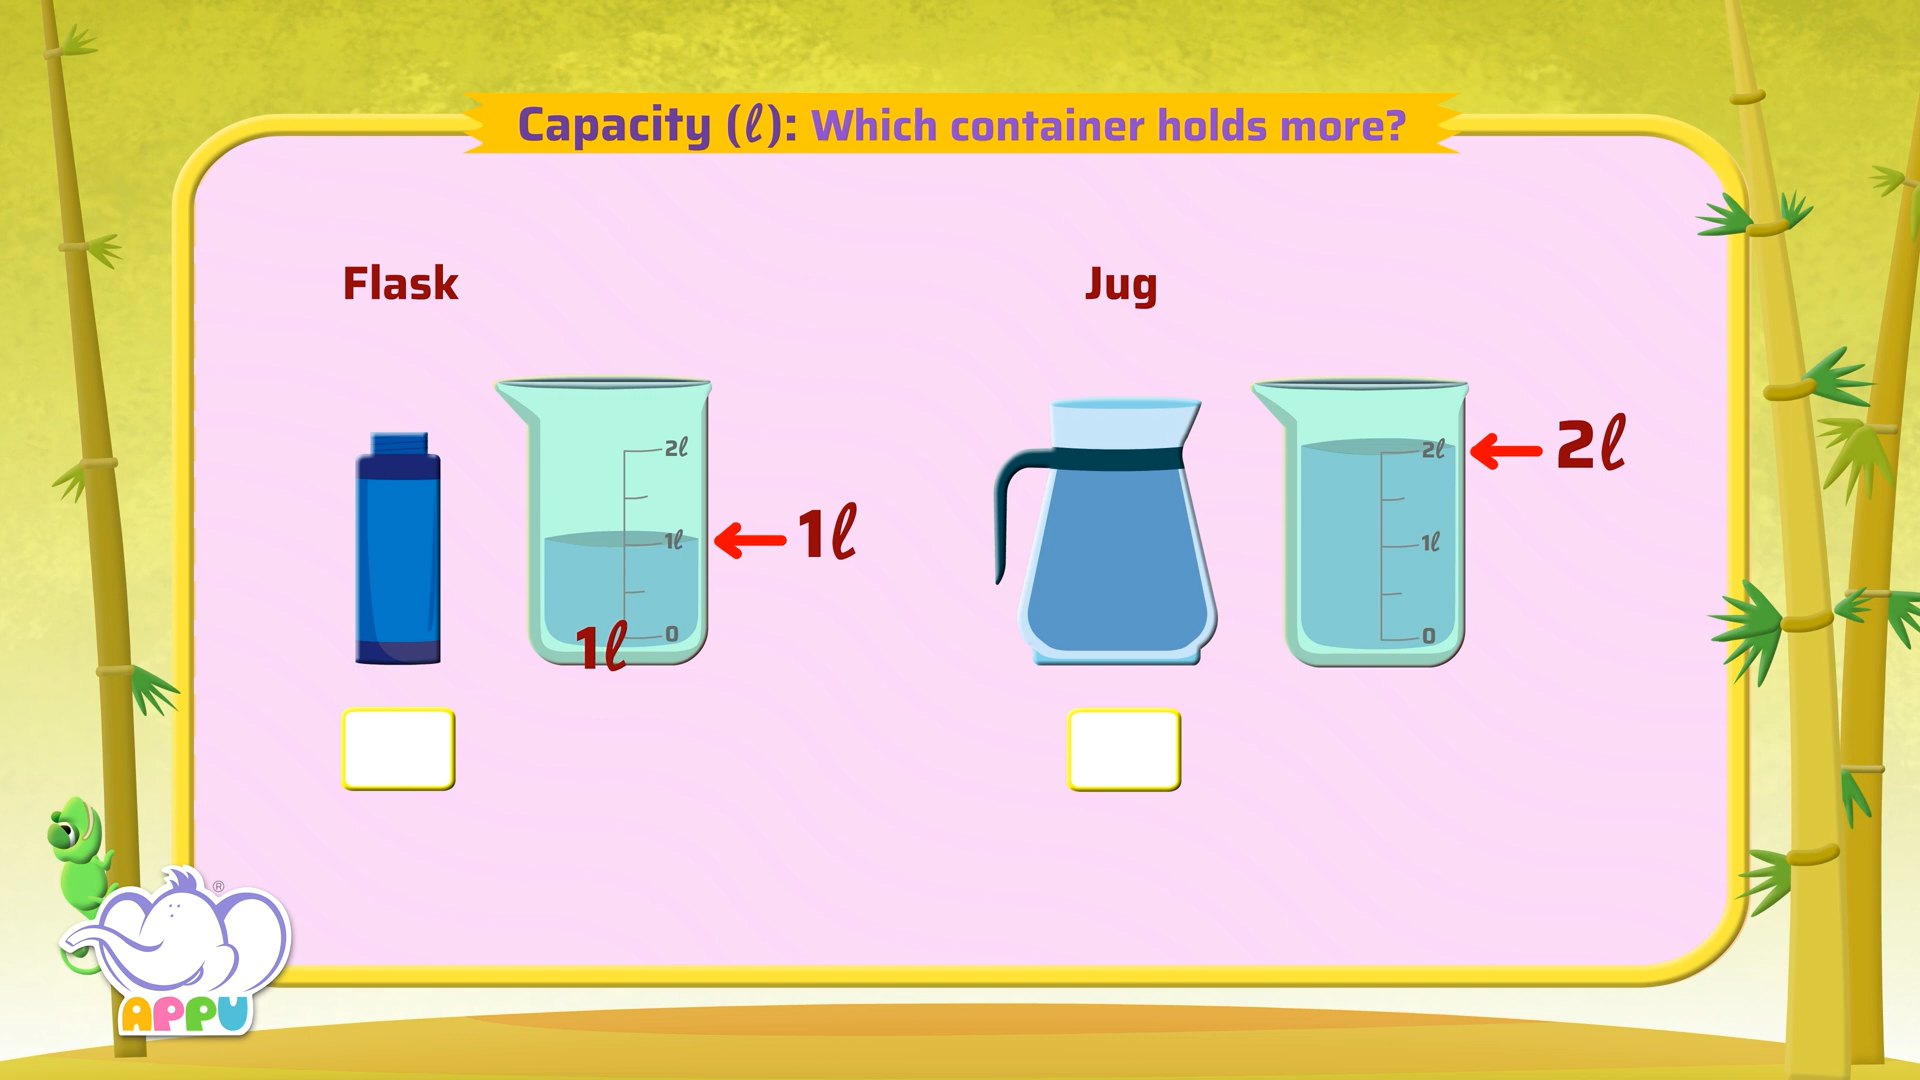 Capacity (ℓ): Which container holds more?
Flask
Jug
2ℓ
1ℓ
0
1ℓ
1ℓ
2ℓ
1ℓ
0
2ℓ
®
APPU